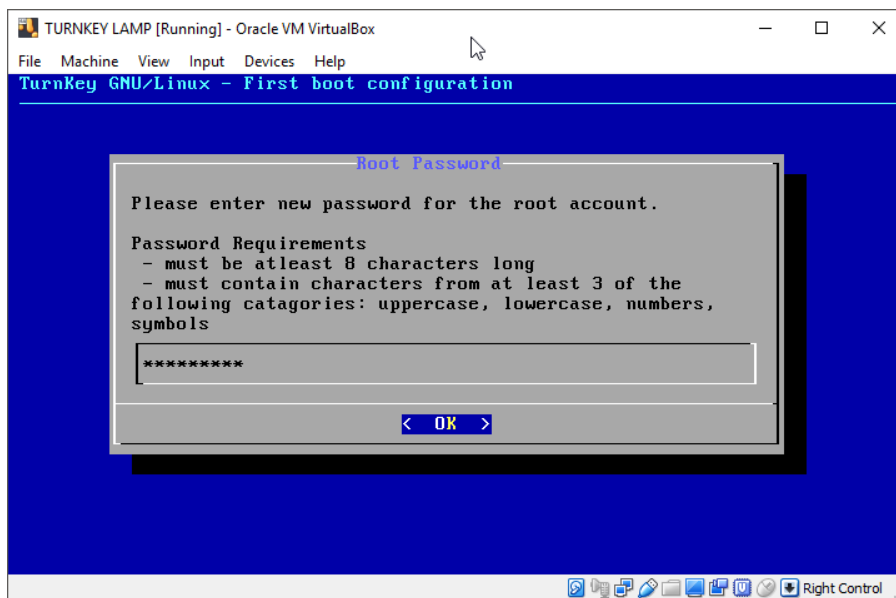 TURNKEY LAMP [Running] - Oracle VM VirtualBox
File Machine View Input Devices Help
TurnKey GNU/Linux - First boot configuration
Root Password
Please enter new password for the root account.
Password Requirements
- must be atleast 8 characters long
- must contain characters from at least 3 of the
following catagories: uppercase, lowercase, numbers,
symbols
*********
< OK >
Right Control